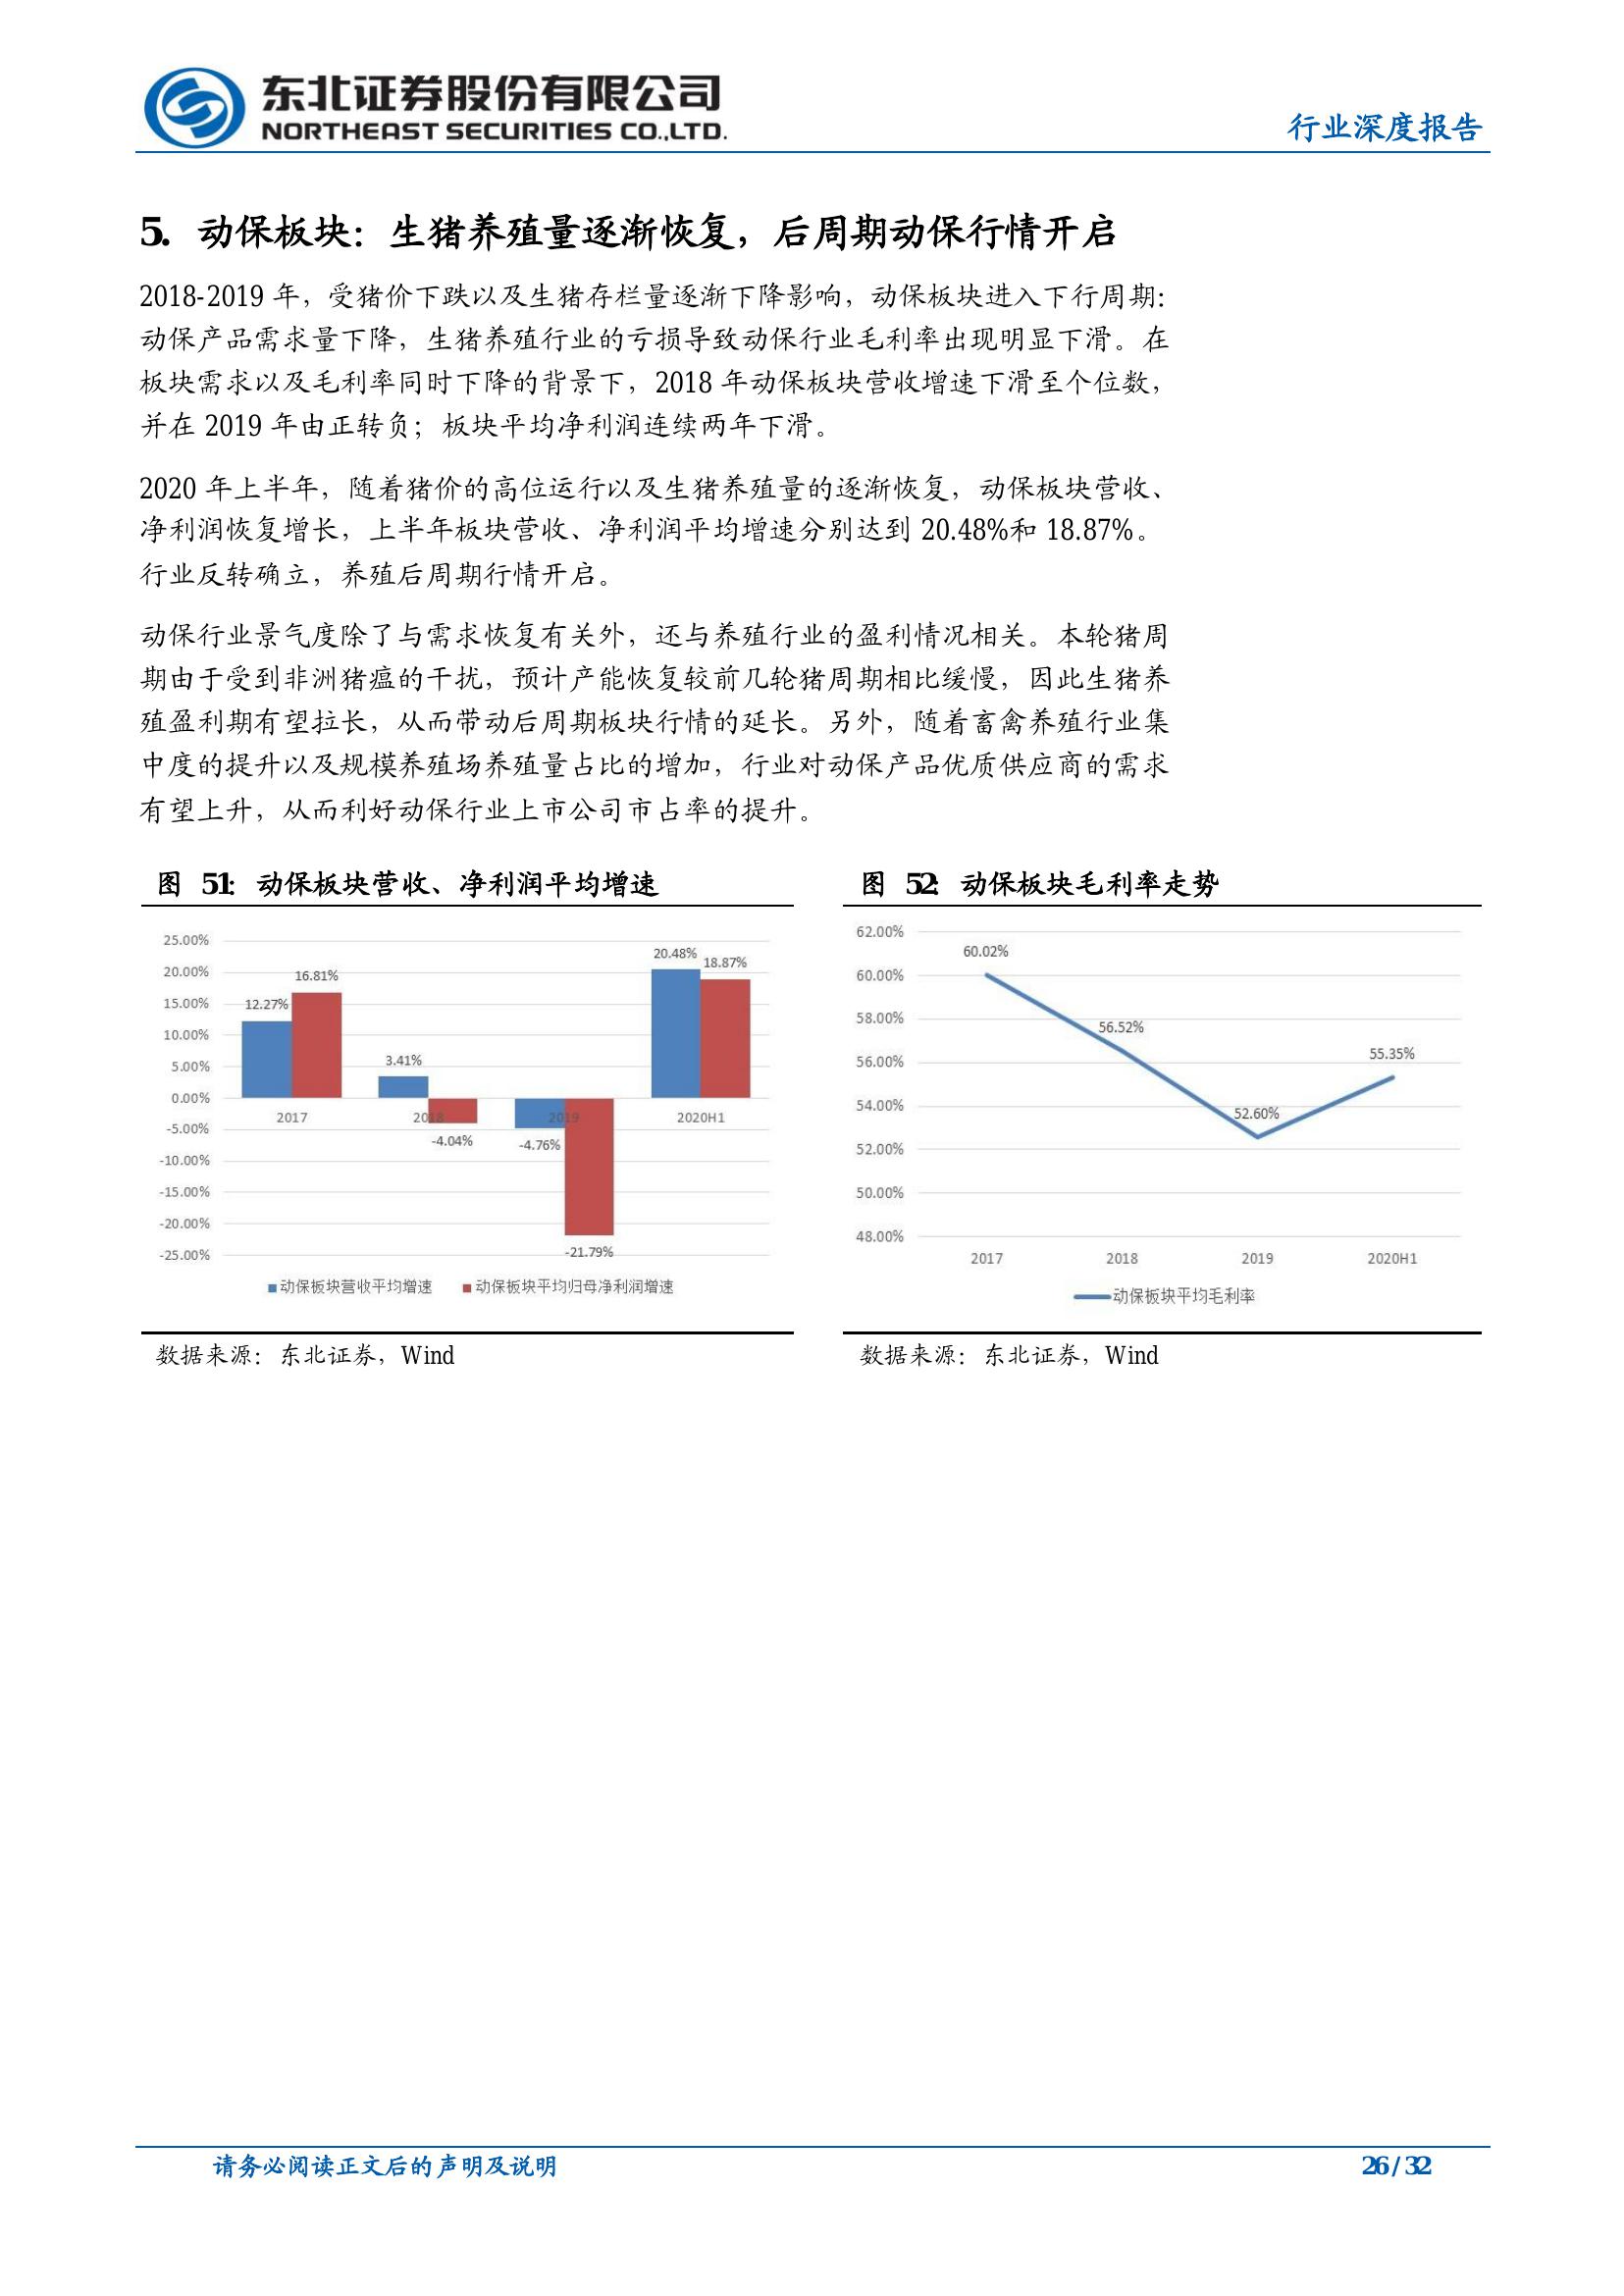 东北证券股份有限公司
NORTHEAST SECURITIES CO.,LTD.
行业深度报告
5. 动保板块：生猪养殖量逐渐恢复，后周期动保行情开启
2018-2019 年，受猪价下跌以及生猪存栏量逐渐下降影响，动保板块进入下行周期：
动保产品需求量下降，生猪养殖行业的亏损导致动保行业毛利率出现明显下滑。在
板块需求以及毛利率同时下降的背景下，2018 年动保板块营收增速下滑至个位数，
并在 2019 年由正转负；板块平均净利润连续两年下滑。
2020 年上半年，随着猪价的高位运行以及生猪养殖量的逐渐恢复，动保板块营收、
净利润恢复增长，上半年板块营收、净利润平均增速分别达到 20.48%和 18.87%。
行业反转确立，养殖后周期行情开启。
动保行业景气度除了与需求恢复有关外，还与养殖行业的盈利情况相关。本轮猪周
期由于受到非洲猪瘟的干扰，预计产能恢复较前几轮猪周期相比缓慢，因此生猪养
殖盈利期有望拉长，从而带动后周期板块行情的延长。另外，随着畜禽养殖行业集
中度的提升以及规模养殖场养殖量占比的增加，行业对动保产品优质供应商的需求
有望上升，从而利好动保行业上市公司市占率的提升。
图 51：动保板块营收、净利润平均增速
25.00%
20.00%
15.00%
10.00%
5.00%
0.00%
-5.00%
-10.00%
-15.00%
-20.00%
-25.00%
12.27%
16.81%
3.41%
-4.04%
-4.76%
-21.79%
20.48%
18.87%
2017
2018
2019
2020H1
动保板块营收平均增速
动保板块平均归母净利润增速
数据来源：东北证券，Wind
图 52：动保板块毛利率走势
62.00%
60.00%
58.00%
56.00%
54.00%
52.00%
50.00%
48.00%
60.02%
56.52%
52.60%
55.35%
2017
2018
2019
2020H1
动保板块平均毛利率
数据来源：东北证券，Wind
请务必阅读正文后的声明及说明
26 / 32